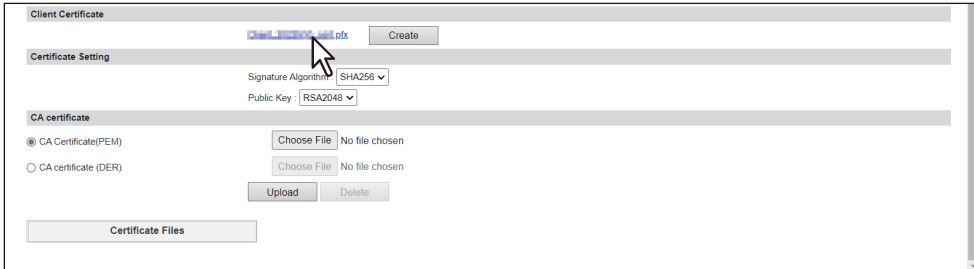 Client Certificate
.pfx Create
Certificate Setting
Signature Algorithm : SHA256
Public Key : RSA2048
CA certificate
CA Certificate(PEM) Choose File No file chosen
CA certificate (DER) Choose File No file chosen
Upload Delete
Certificate Files